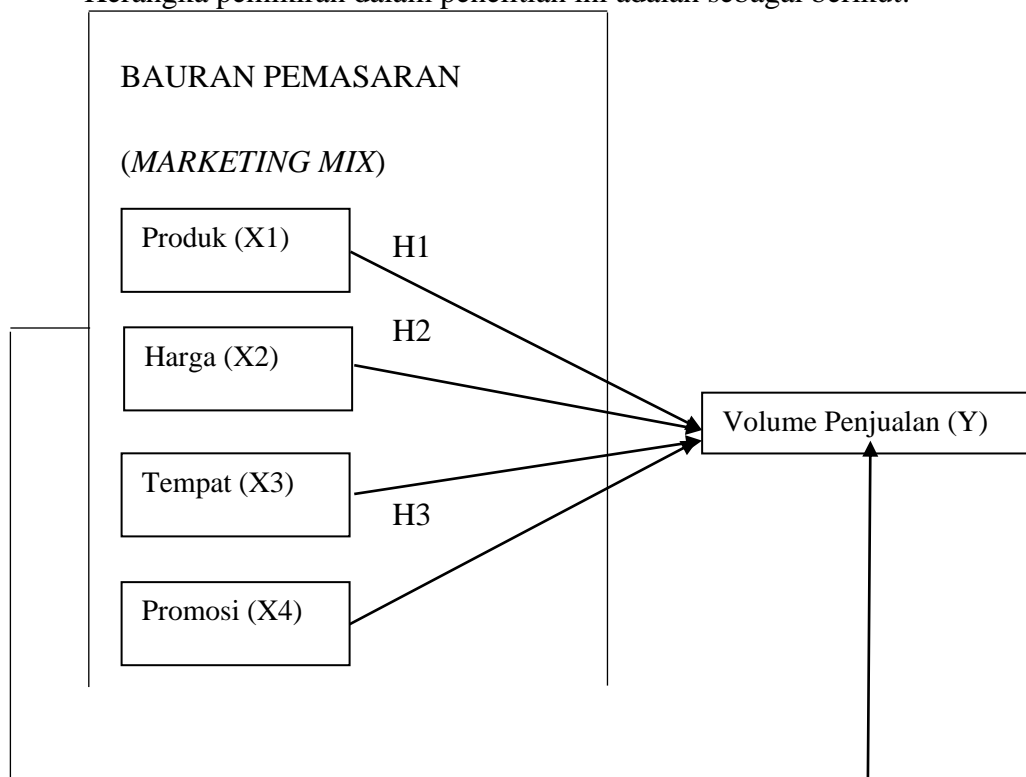 Kerangka pemikiran dalam penelitian ini adalah sebagai berikut:
BAURAN PEMASARAN
(MARKETING MIX)
Produk (X1)
H1
H2
Harga (X2)
Volume Penjualan (Y)
Tempat (X3)
H3
Promosi (X4)